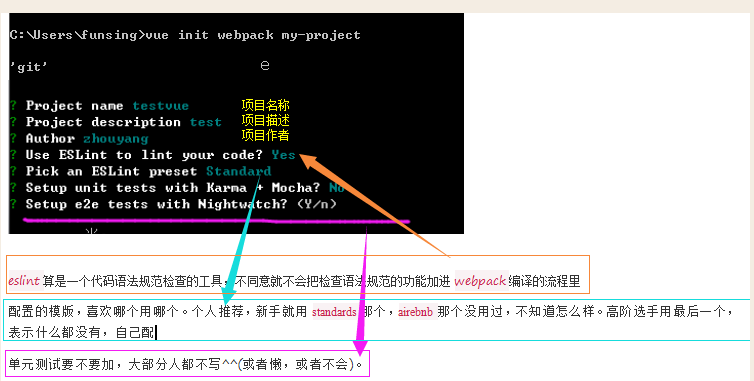 C:\Users\funsing>vue init webpack my-project
'git' e
? Project name testvue 项目名称
? Project description test 项目描述
? Author zhouyang 项目作者
? Use ESLint to lint your code? Yes
? Pick an ESLint preset Standard
? Setup unit tests with Karma + Mocha? No
? Setup e2e tests with Nightwatch? (Y/n)
eslint 算是一个代码语法规范检查的工具，不同意就不会把检查语法规范的功能加进 webpack 编译的流程里
配置的模版，喜欢哪个用哪个。个人推荐，新手就用 standards 那个，airebnb 那个没用过，不知道怎么样。高阶选手用最后一个，
表示什么都没有，自己配
单元测试要不要加，大部分人都不写^^(或者懒，或者不会)。